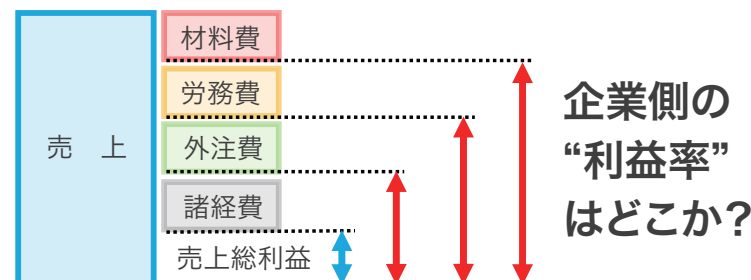 売　上
材料費
労務費
外注費
諸経費
売上総利益
企業側の
“利益率”
はどこか？